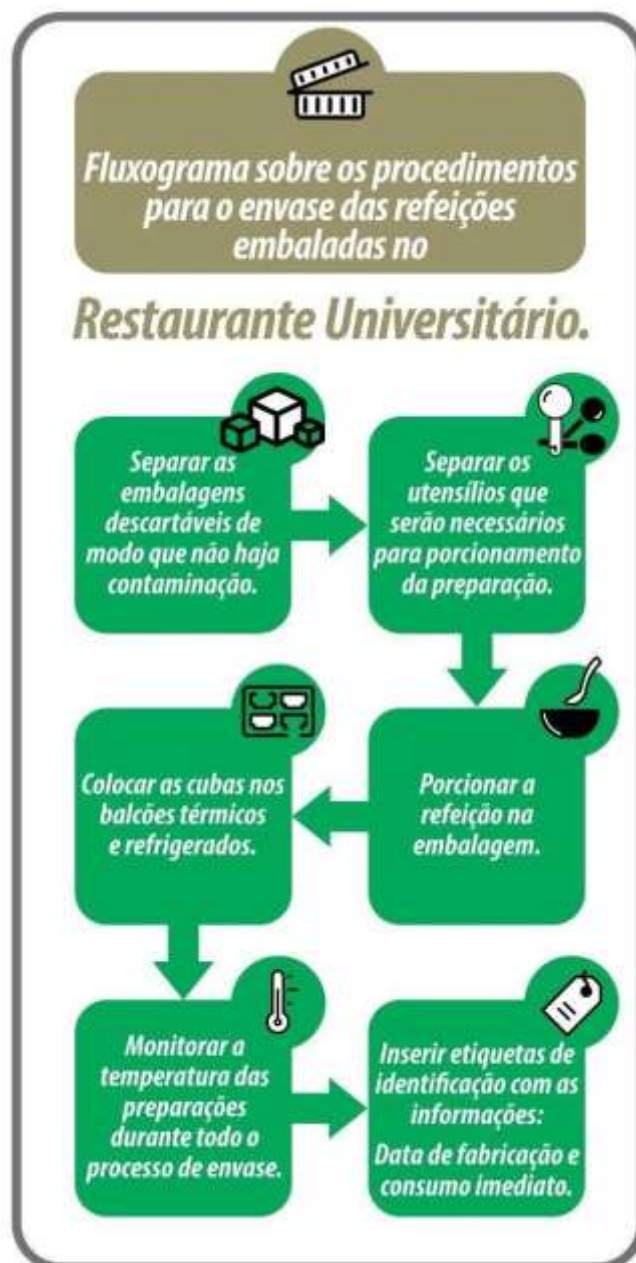 Fluxograma sobre os procedimentos
para o envase das refeições
embaladas no
Restaurante Universitário.
Separar as
embalagens
descartáveis de
modo que não haja
contaminação.
Separar os
utensílios que
serão necessários
para porcionamento
da preparação.
Porcionar a
refeição na
embalagem.
Colocar as cubas nos
balcões térmicos
e refrigerados.
Monitorar a
temperatura das
preparações
durante todo o
processo de envase.
Inserir etiquetas de
identificação com as
informações:
Data de fabricação e
consumo imediato.